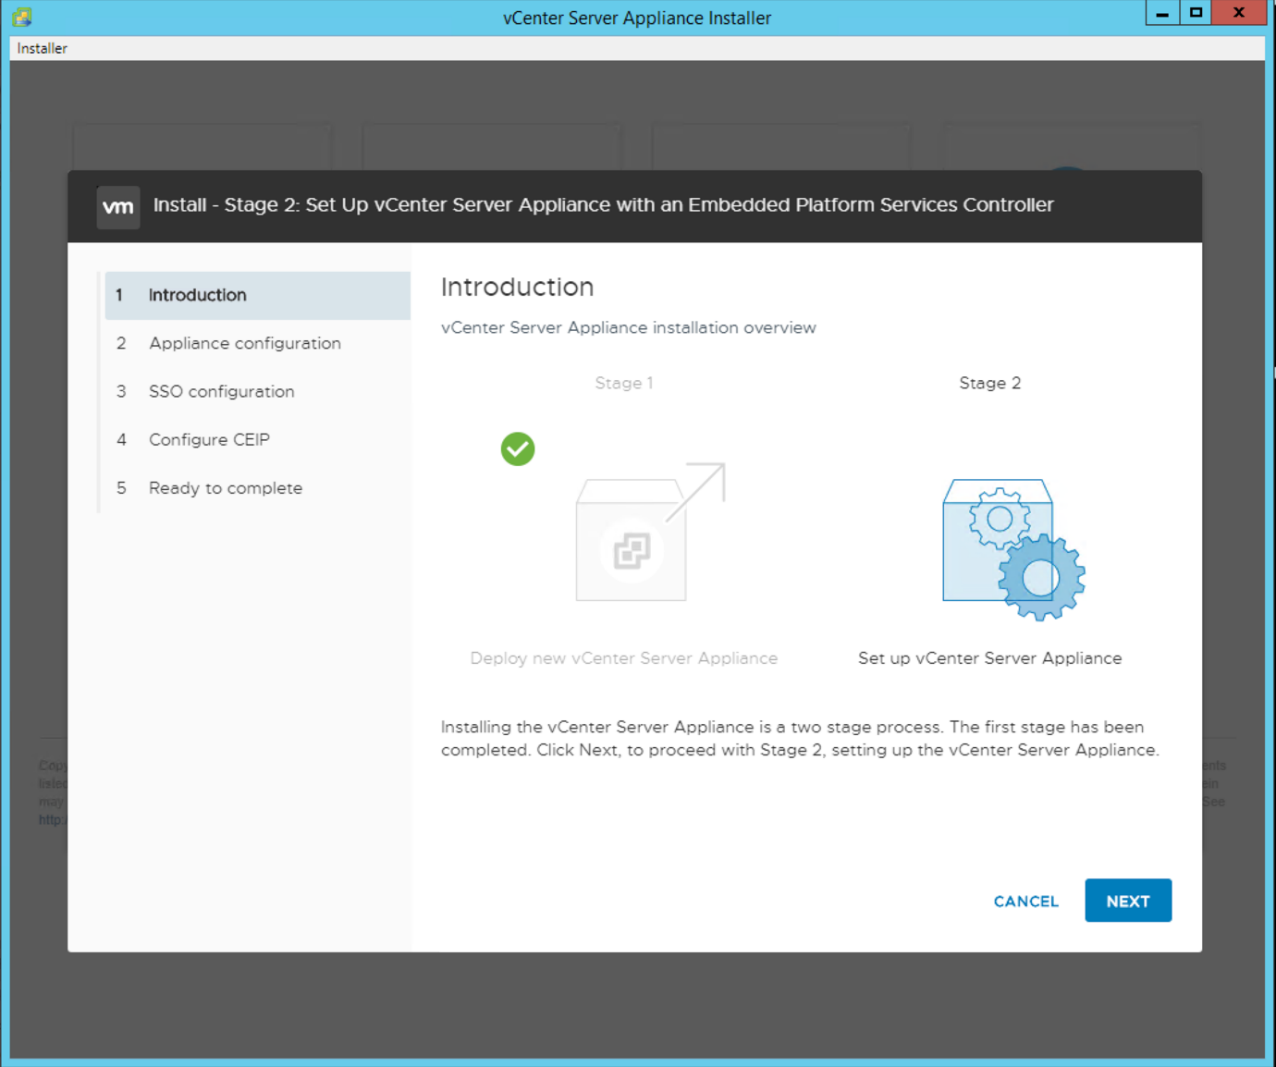 vCenter Server Appliance Installer
Installer
vm Install - Stage 2: Set Up vCenter Server Appliance with an Embedded Platform Services Controller
1 Introduction
2 Appliance configuration
3 SSO configuration
4 Configure CEIP
5 Ready to complete
Introduction
vCenter Server Appliance installation overview
Stage 1
Stage 2
Deploy new vCenter Server Appliance
Set up vCenter Server Appliance
Installing the vCenter Server Appliance is a two stage process. The first stage has been
completed. Click Next, to proceed with Stage 2, setting up the vCenter Server Appliance.
may
http:
See
CANCEL
NEXT